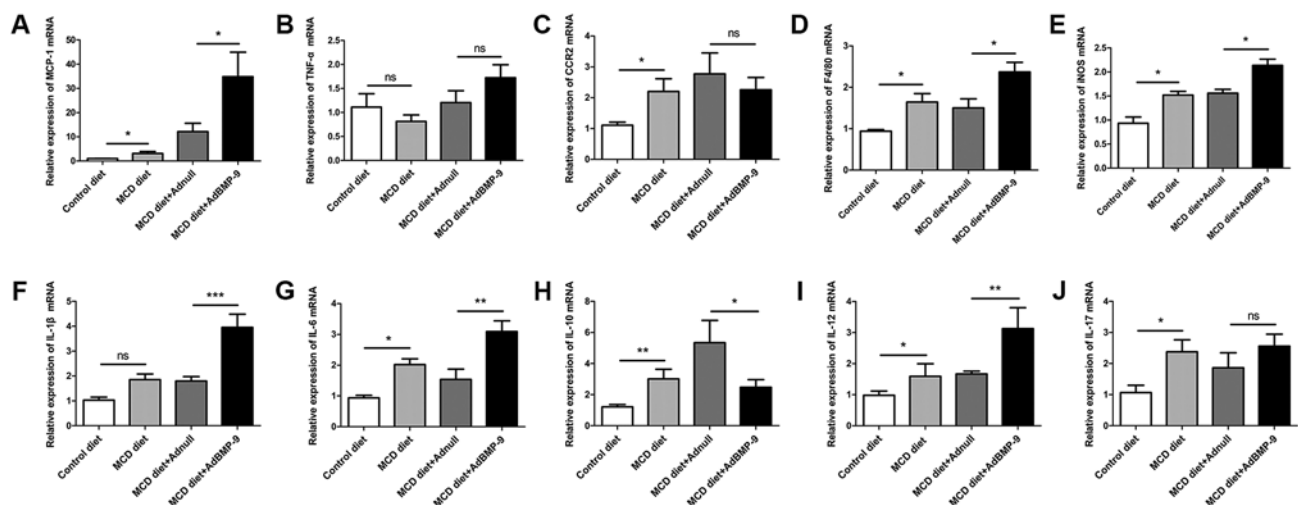 A
Relative expression of MCP-1 mRNA
50
40
30
20
10
0
*
*
Control diet
MCD diet
MCD diet+Adnull
MCD diet+AdBMP-9
B
Relative expression of TNF-α mRNA
2.5
2.0
1.5
1.0
0.5
0.0
ns
ns
Control diet
MCD diet
MCD diet+Adnull
MCD diet+AdBMP-9
C
Relative expression of CCR2 mRNA
4
3
2
1
0
*
ns
Control diet
MCD diet
MCD diet+Adnull
MCD diet+AdBMP-9
D
Relative expression of F4/80 mRNA
3
2
1
0
*
*
Control diet
MCD diet
MCD diet+Adnull
MCD diet+AdBMP-9
E
Relative expression of iNOS mRNA
2.5
2.0
1.5
1.0
0.5
0.0
*
*
Control diet
MCD diet
MCD diet+Adnull
MCD diet+AdBMP-9
F
Relative expression of IL-1β mRNA
5
4
3
2
1
0
ns
***
Control diet
MCD diet
MCD diet+Adnull
MCD diet+AdBMP-9
G
Relative expression of IL-6 mRNA
4
3
2
1
0
*
**
Control diet
MCD diet
MCD diet+Adnull
MCD diet+AdBMP-9
H
Relative expression of IL-10 mRNA
8
6
4
2
0
**
*
Control diet
MCD diet
MCD diet+Adnull
MCD diet+AdBMP-9
I
Relative expression of IL-12 mRNA
4
3
2
1
0
*
**
Control diet
MCD diet
MCD diet+Adnull
MCD diet+AdBMP-9
J
Relative expression of IL-17 mRNA
4
3
2
1
0
*
ns
Control diet
MCD diet
MCD diet+Adnull
MCD diet+AdBMP-9